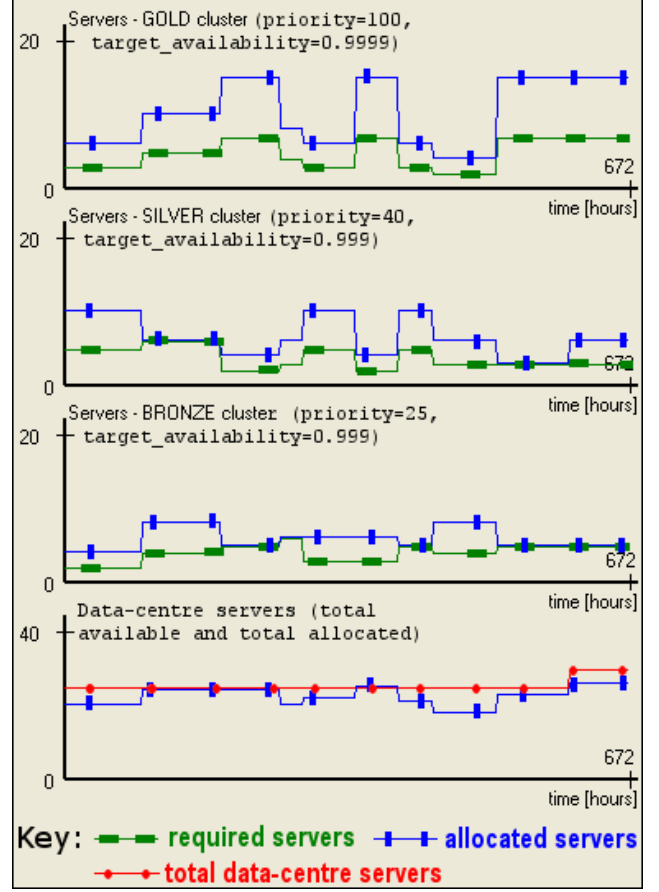 Servers - GOLD cluster (priority=100,
20
target_availability=0.9999)
672
0
time [hours]
Servers - SILVER cluster (priority=40,
20
target_availability=0.999)
672
0
time [hours]
Servers - BRONZE cluster (priority=25,
20
target_availability=0.999)
672
0
time [hours]
Data-centre servers (total
40
available and total allocated)
672
0
time [hours]
Key: required servers allocated servers
total data-centre servers